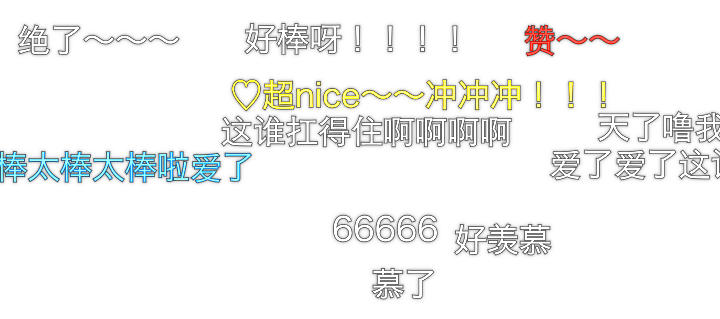 绝了～～～
好棒呀！！！！
赞～～
♡超nice～～冲冲冲！！！
这谁扛得住啊啊啊啊
天了噜我
棒太棒太棒啦爱了
爱了爱了这
66666
好羡慕
慕了